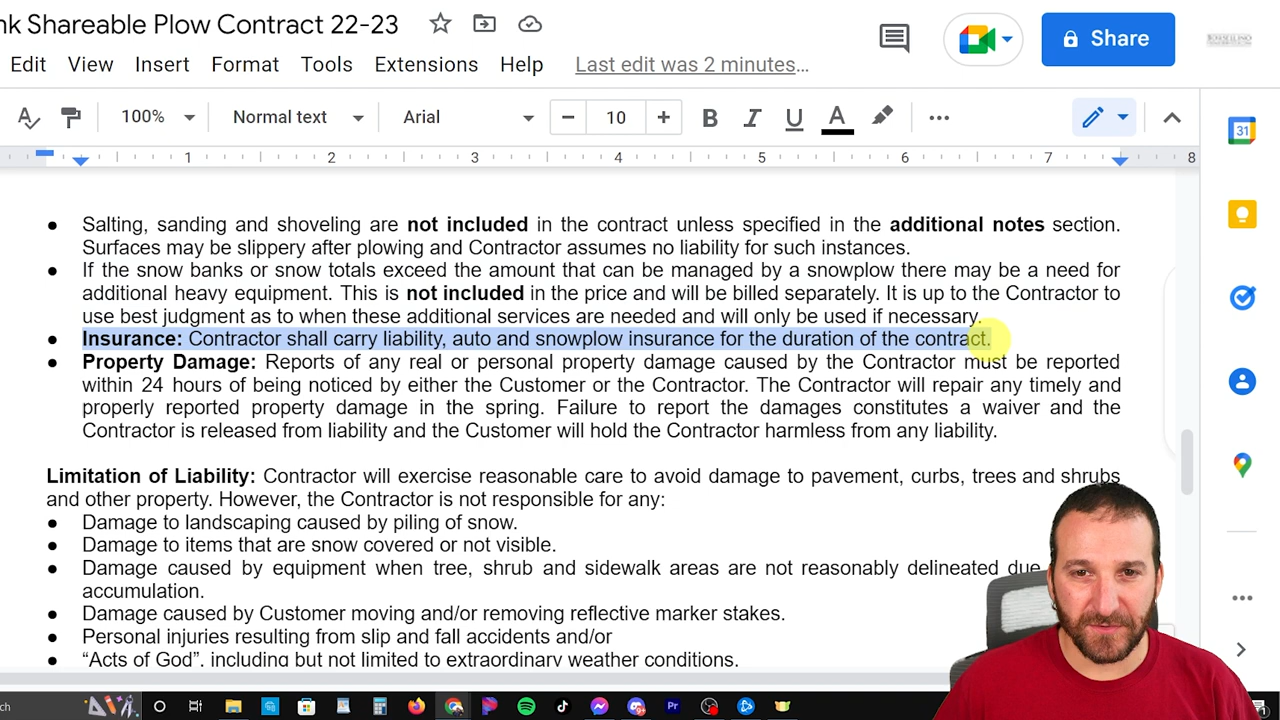 nk Shareable Plow Contract 22-23
Share
Edit View Insert Format Tools Extensions Help Last edit was 2 minutes...
100% Normal text Arial 10 B I U A
1 2 3 4 5 6 7 8
31
● Salting, sanding and shoveling are not included in the contract unless specified in the additional notes section.
Surfaces may be slippery after plowing and Contractor assumes no liability for such instances.
● If the snow banks or snow totals exceed the amount that can be managed by a snowplow there may be a need for
additional heavy equipment. This is not included in the price and will be billed separately. It is up to the Contractor to
use best judgment as to when these additional services are needed and will only be used if necessary.
● Insurance: Contractor shall carry liability, auto and snowplow insurance for the duration of the contract.
● Property Damage: Reports of any real or personal property damage caused by the Contractor must be reported
within 24 hours of being noticed by either the Customer or the Contractor. The Contractor will repair any timely and
properly reported property damage in the spring. Failure to report the damages constitutes a waiver and the
Contractor is released from liability and the Customer will hold the Contractor harmless from any liability.
Limitation of Liability: Contractor will exercise reasonable care to avoid damage to pavement, curbs, trees and shrubs
and other property. However, the Contractor is not responsible for any:
● Damage to landscaping caused by piling of snow.
● Damage to items that are snow covered or not visible.
● Damage caused by equipment when tree, shrub and sidewalk areas are not reasonably delineated due
accumulation.
● Damage caused by Customer moving and/or removing reflective marker stakes.
● Personal injuries resulting from slip and fall accidents and/or
● “Acts of God”, including but not limited to extraordinary weather conditions.
ch
Pr